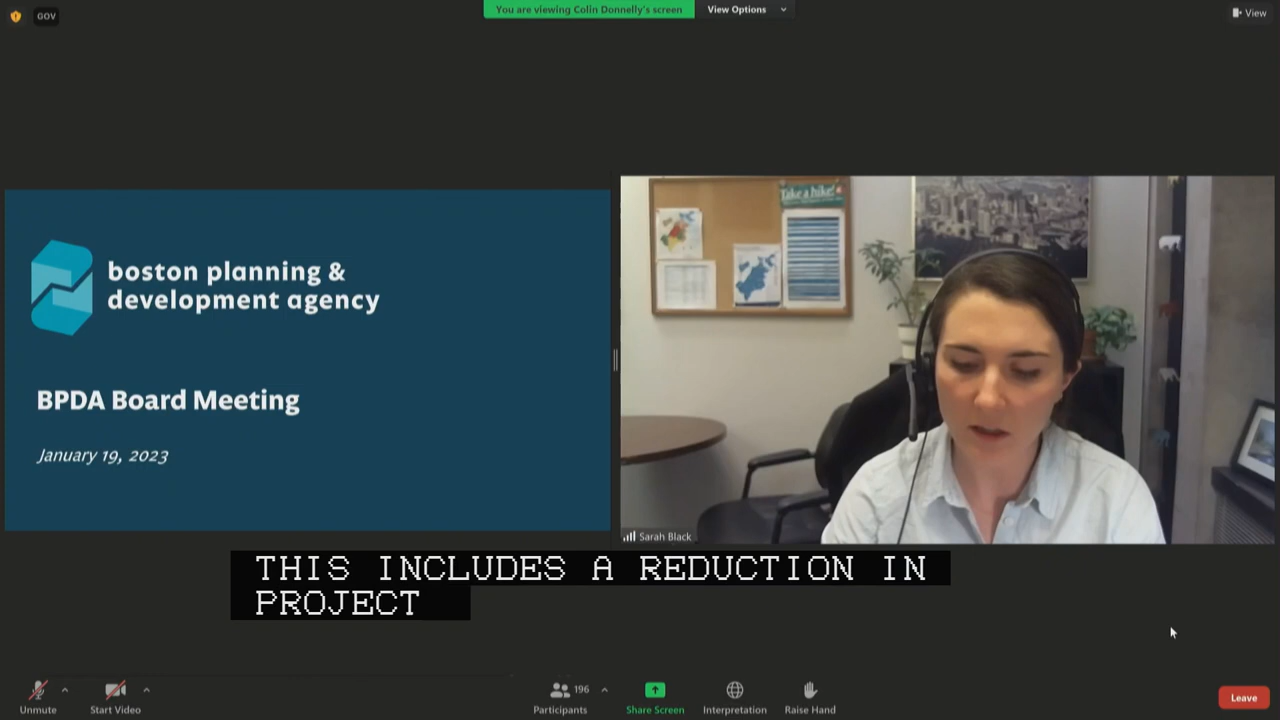 GOV
You are viewing Colin Donnelly's screen
View Options
View
boston planning &
development agency
BPDA Board Meeting
January 19, 2023
Take a hike!
Sarah Black
THIS INCLUDES A REDUCTION IN
PROJECT
Unmute
Start Video
196
Participants
Share Screen
Interpretation
Raise Hand
Leave